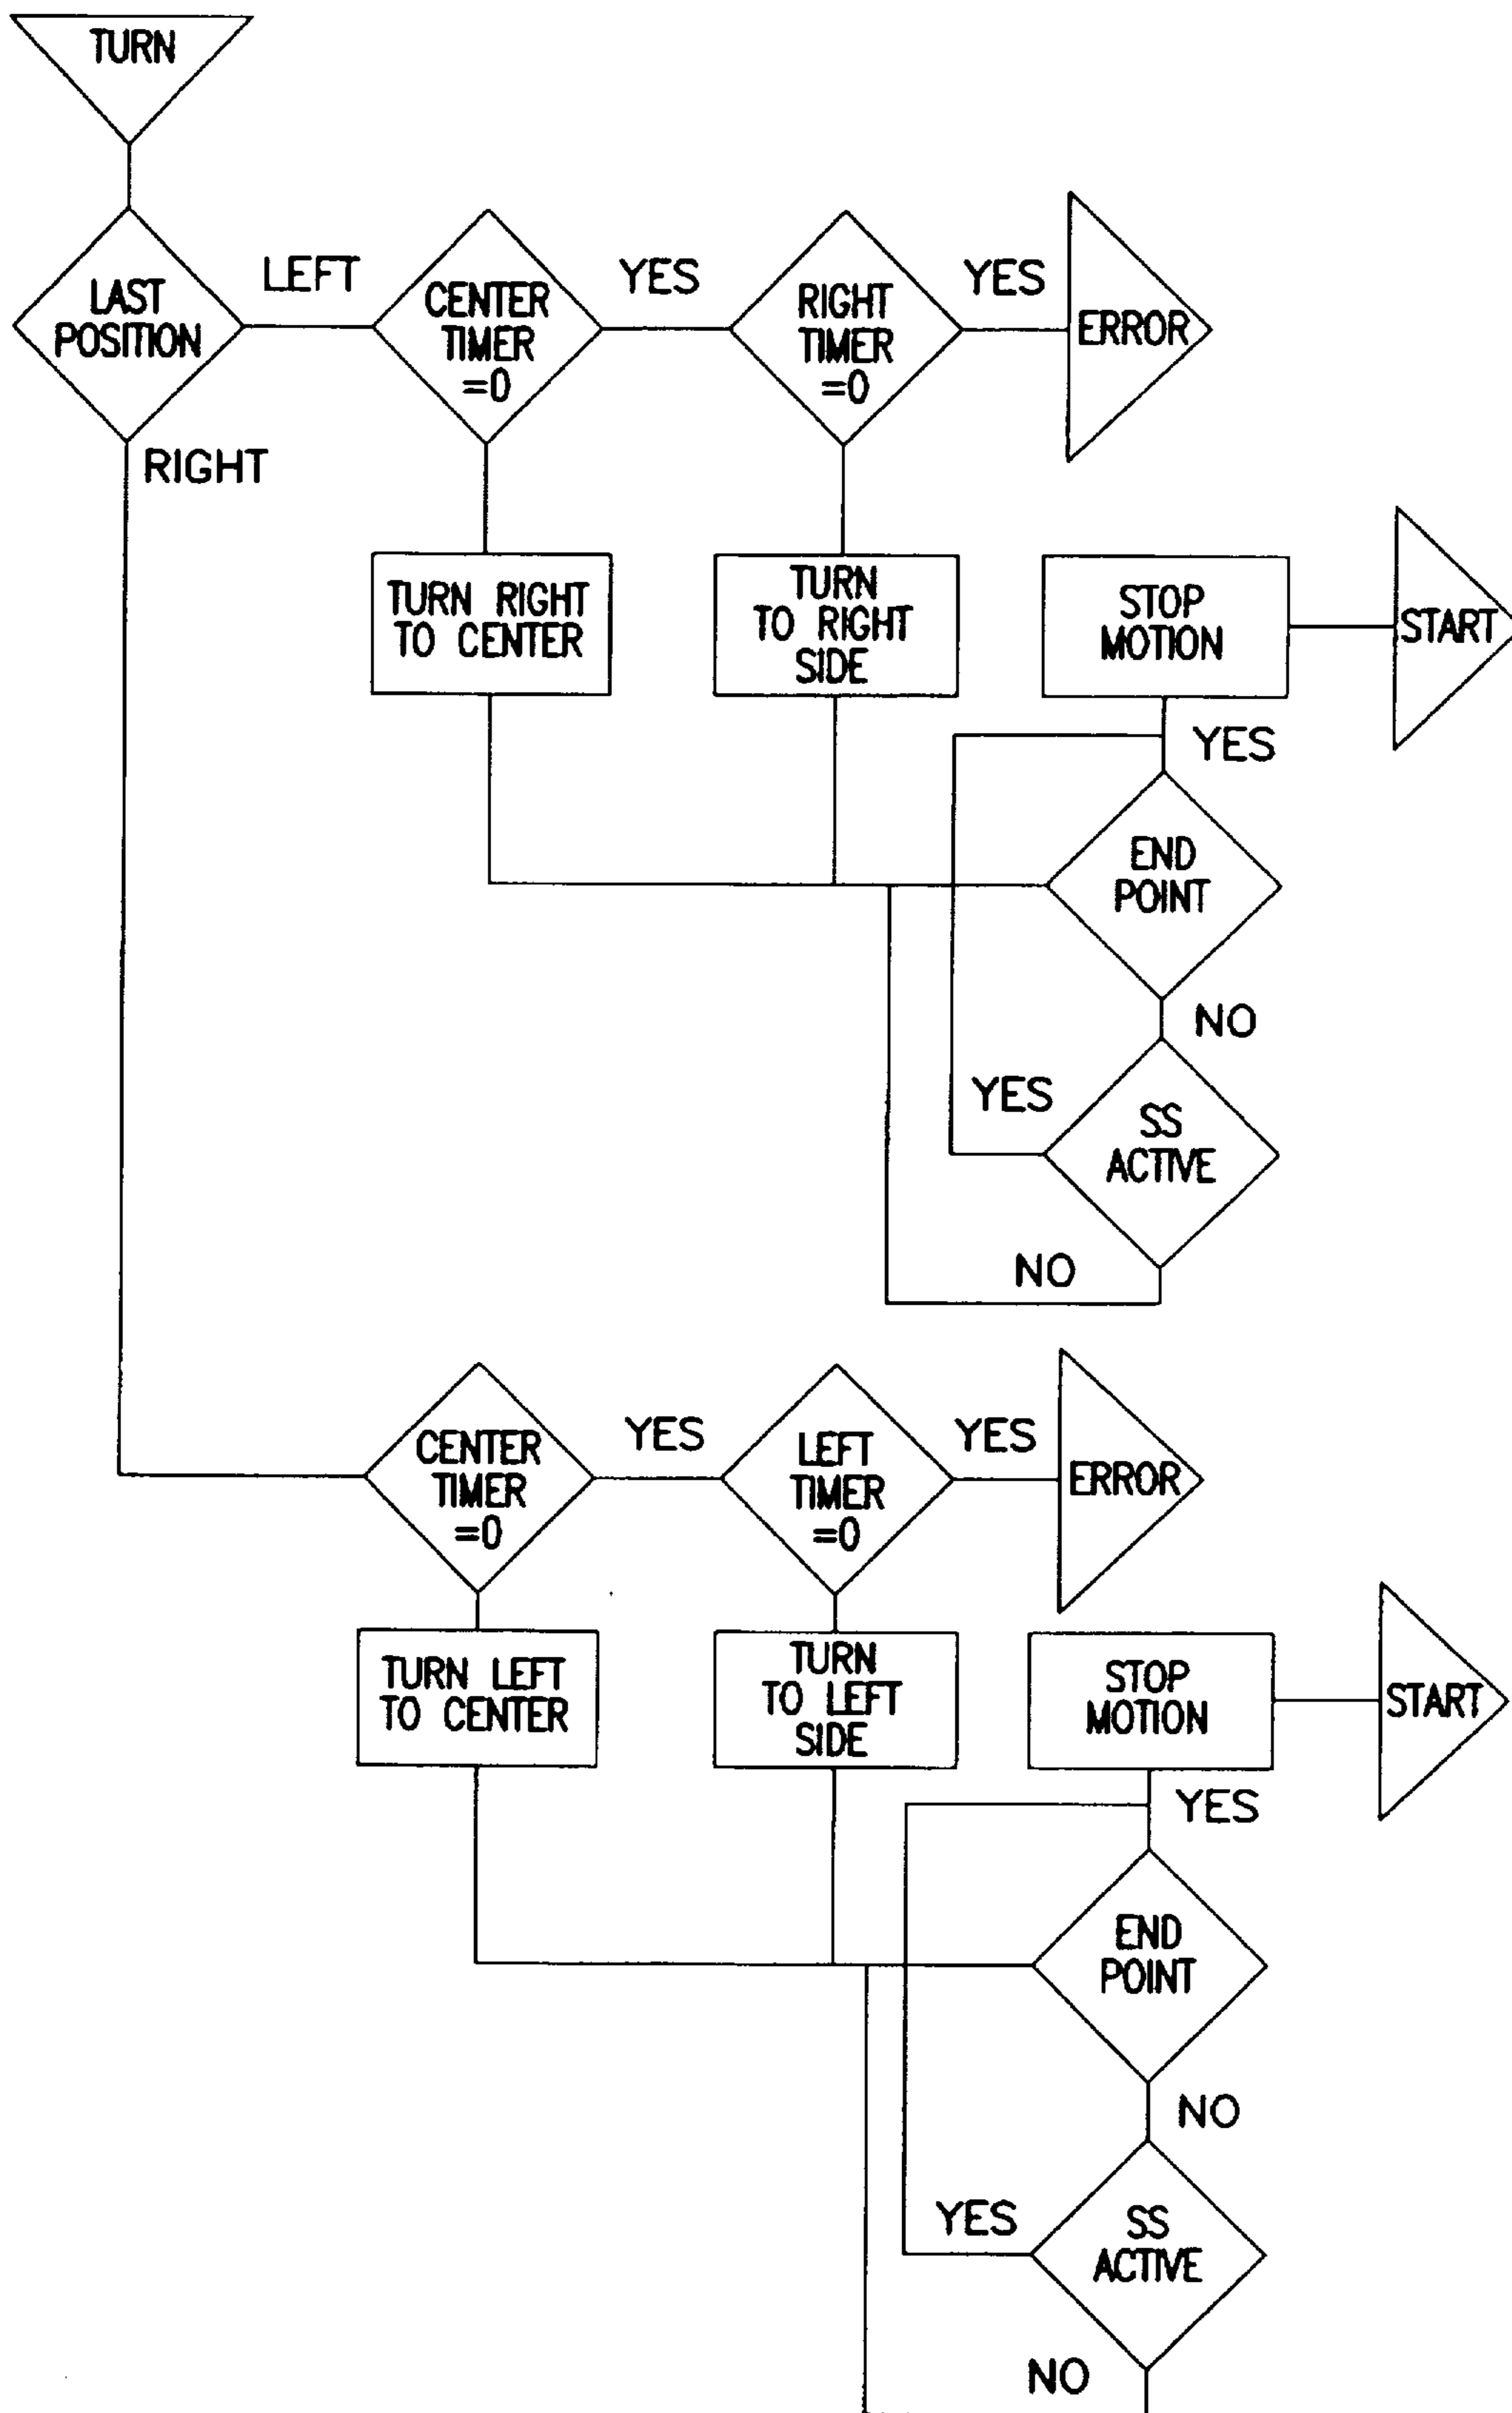 TURN
LAST
POSITION
LEFT
CENTER
TIMER
=0
YES
RIGHT
TIMER
=0
YES
ERROR
RIGHT
TURN RIGHT
TO CENTER
TURN
TO RIGHT
SIDE
STOP
MOTION
START
YES
END
POINT
NO
YES
SS
ACTIVE
NO
CENTER
TIMER
=0
YES
LEFT
TIMER
=0
YES
ERROR
TURN LEFT
TO CENTER
TURN
TO LEFT
SIDE
STOP
MOTION
START
YES
END
POINT
NO
YES
SS
ACTIVE
NO